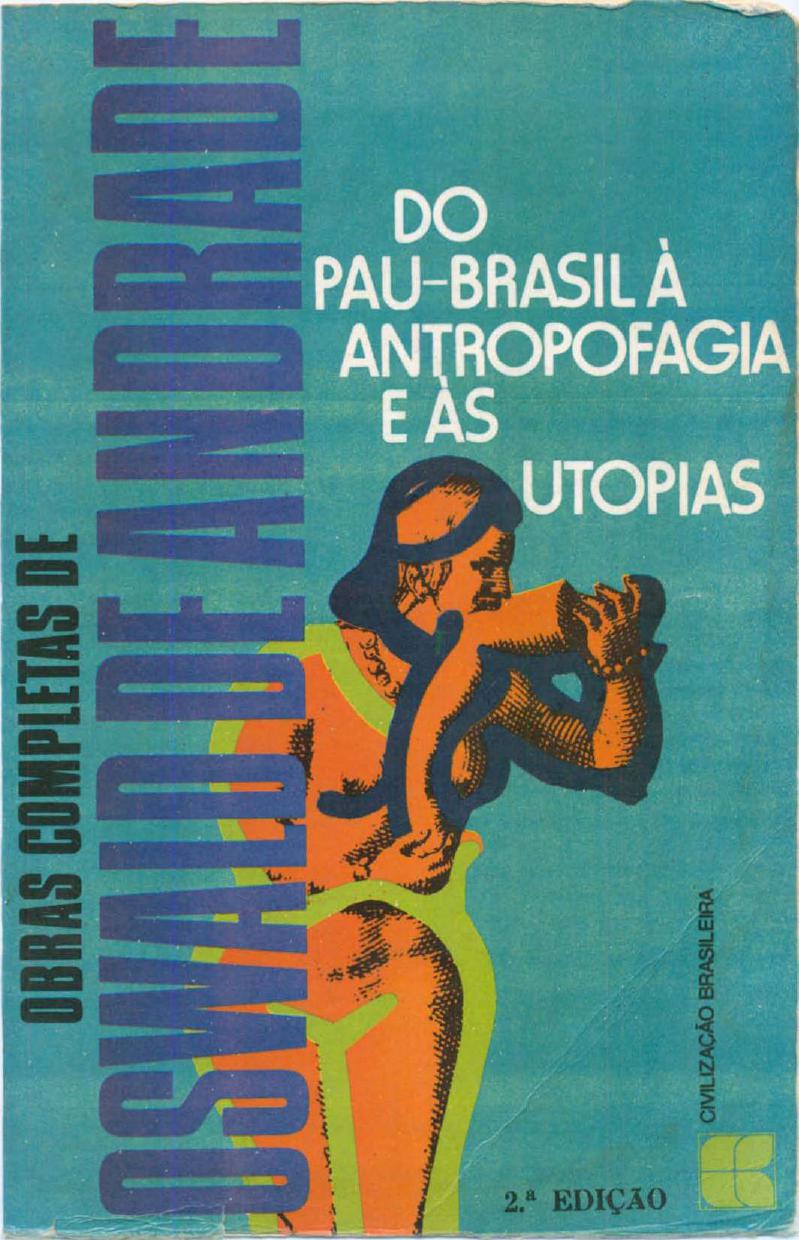 OBRAS COMPLETAS DE
OSWALD DE ANDRADE
DO
PAU-BRASIL À
ANTROPOFAGIA
E ÀS
UTOPIAS
CIVILIZAÇÃO BRASILEIRA
2.ª EDIÇÃO